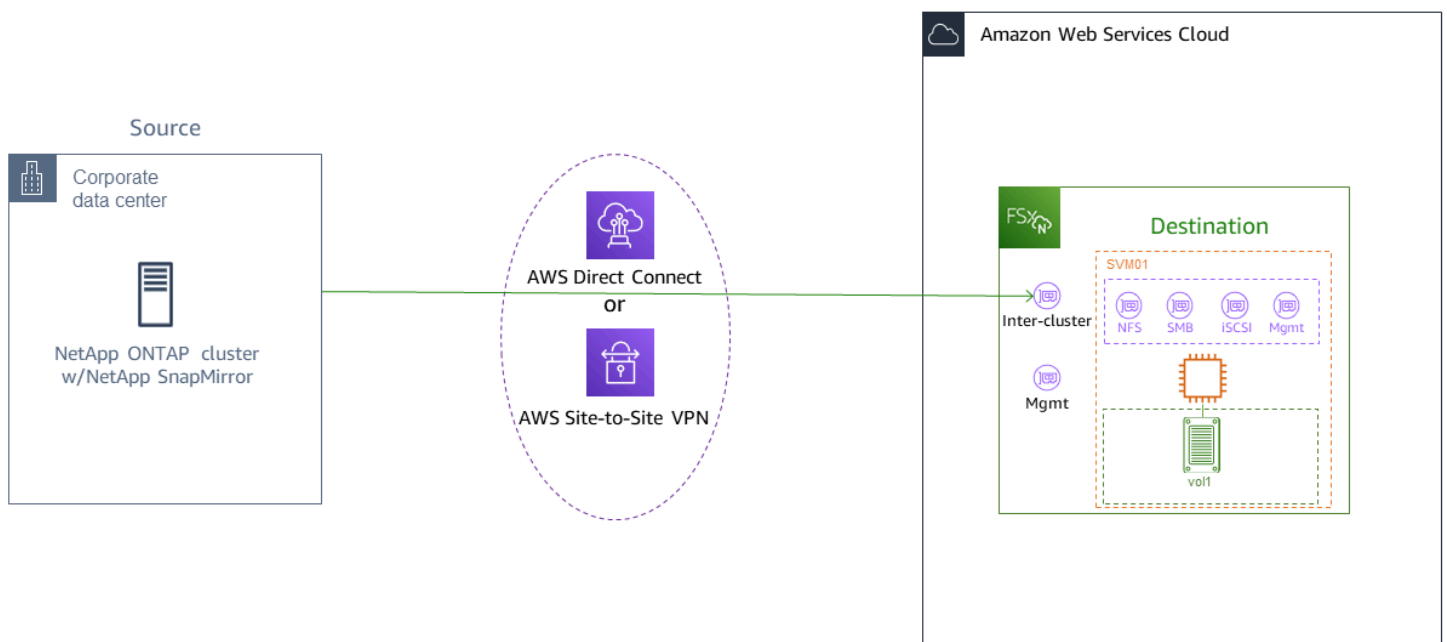 Amazon Web Services Cloud
Source
Corporate
data center
NetApp ONTAP cluster
w/NetApp SnapMirror
AWS Direct Connect
or
AWS Site-to-Site VPN
FSx
N
Destination
SVM01
Inter-cluster
NFS
SMB
iSCSI
Mgmt
Mgmt
vol1